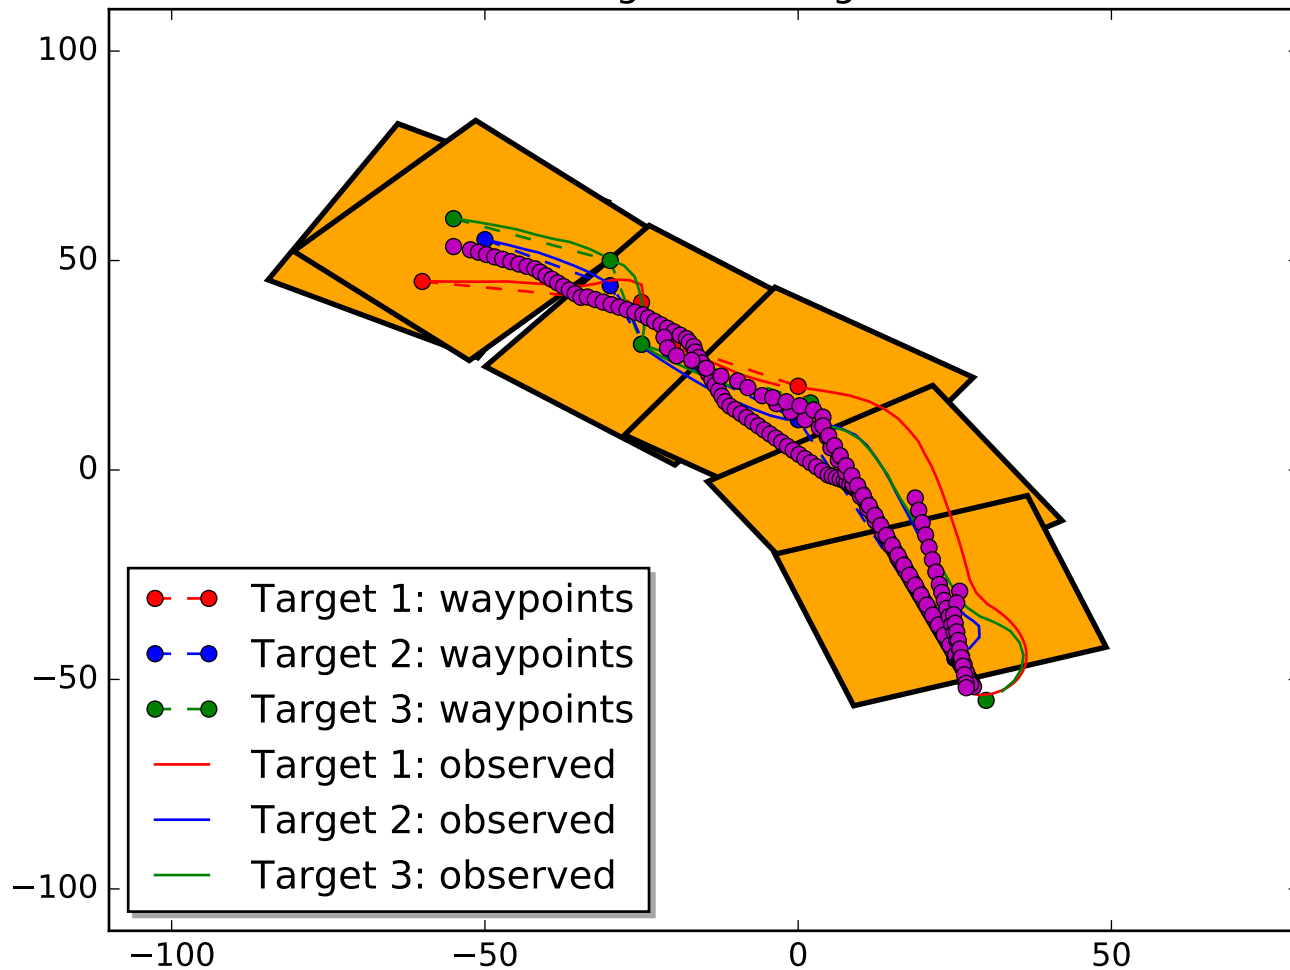 100
50
0
−50
−100
Target 1: waypoints
Target 2: waypoints
Target 3: waypoints
Target 1: observed
Target 2: observed
Target 3: observed
−100 −50 0 50